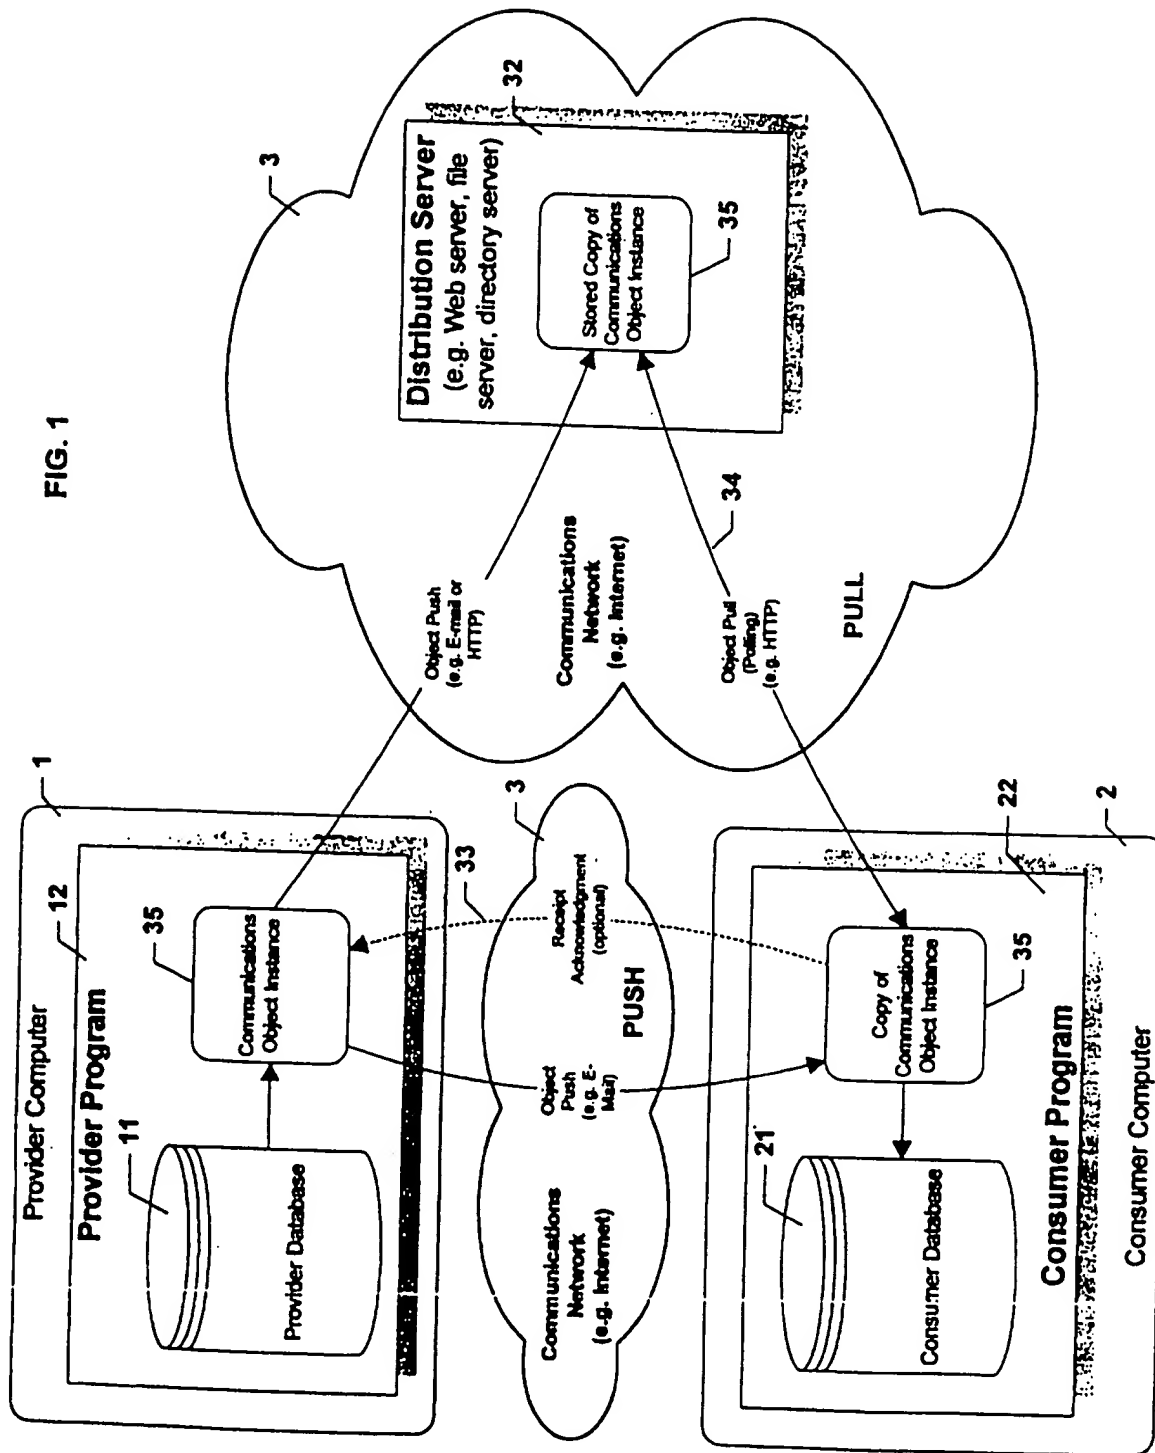 FIG. 1
Provider Computer
1
Provider Program
12
11
Provider Database
35
Communications
Object Instance
Communications
Network
(e.g. Internet)
Object
Push
(e.g. E-
Mail)
PUSH
Receipt
Acknowledgment
(optional)
33
3
Consumer Computer
2
Consumer Program
22
21
Consumer Database
Copy of
Communications
Object Instance
35
3
Object Push
(e.g. E-mail or
HTTP)
Communications
Network
(e.g. Internet)
Object Pull
(Polling)
(e.g. HTTP)
34
PULL
Distribution Server
(e.g. Web server, file
server, directory server)
32
Stored Copy of
Communications
Object Instance
35